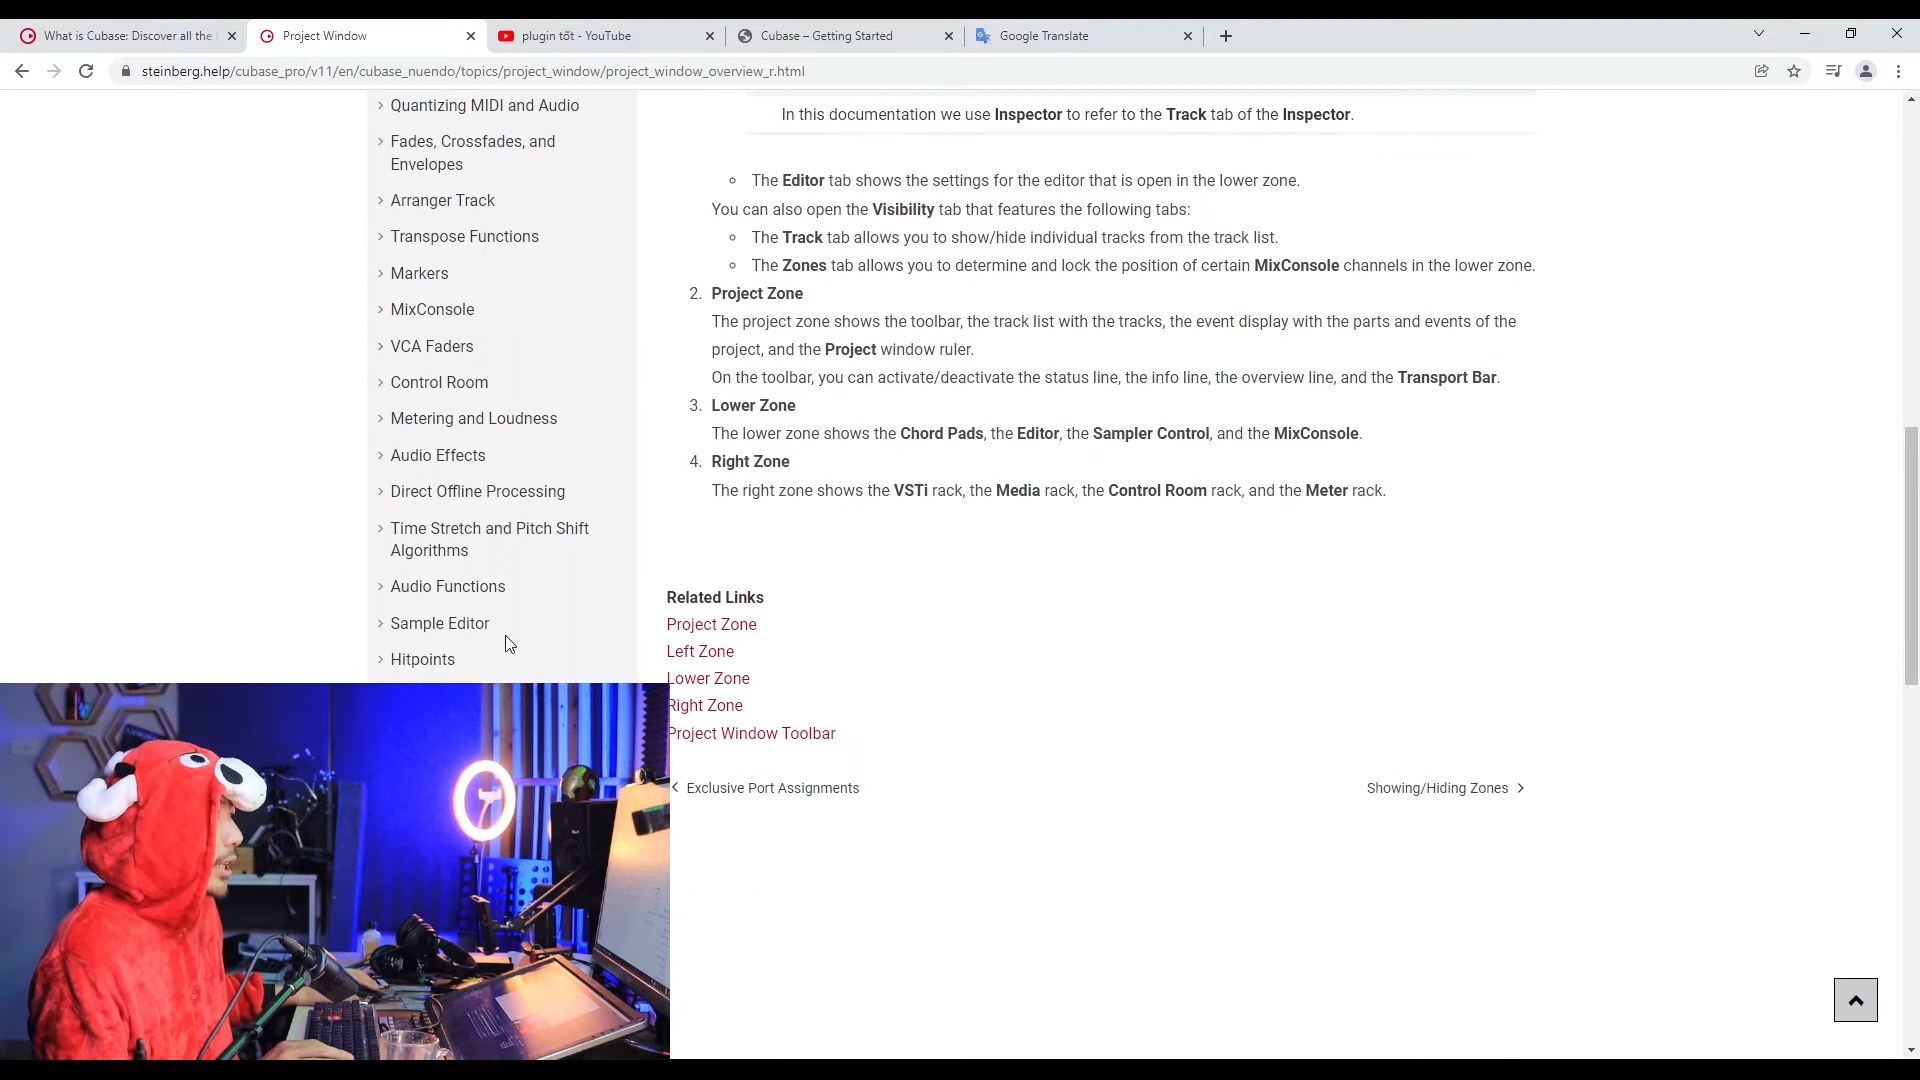 What is Cubase: Discover all the
Project Window
plugin tốt - YouTube
Cubase – Getting Started
Google Translate
steinberg.help/cubase_pro/v11/en/cubase_nuendo/topics/project_window/project_window_overview_r.html
Quantizing MIDI and Audio
Fades, Crossfades, and
Envelopes
Arranger Track
Transpose Functions
Markers
MixConsole
VCA Faders
Control Room
Metering and Loudness
Audio Effects
Direct Offline Processing
Time Stretch and Pitch Shift
Algorithms
Audio Functions
Sample Editor
Hitpoints
In this documentation we use Inspector to refer to the Track tab of the Inspector.
The Editor tab shows the settings for the editor that is open in the lower zone.
You can also open the Visibility tab that features the following tabs:
The Track tab allows you to show/hide individual tracks from the track list.
The Zones tab allows you to determine and lock the position of certain MixConsole channels in the lower zone.
2. Project Zone
The project zone shows the toolbar, the track list with the tracks, the event display with the parts and events of the
project, and the Project window ruler.
On the toolbar, you can activate/deactivate the status line, the info line, the overview line, and the Transport Bar.
3. Lower Zone
The lower zone shows the Chord Pads, the Editor, the Sampler Control, and the MixConsole.
4. Right Zone
The right zone shows the VSTi rack, the Media rack, the Control Room rack, and the Meter rack.
Related Links
Project Zone
Left Zone
Lower Zone
Right Zone
Project Window Toolbar
Exclusive Port Assignments
Showing/Hiding Zones